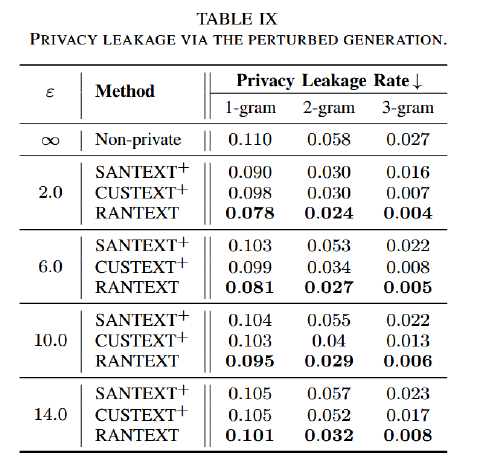 TABLE IX
PRIVACY LEAKAGE VIA THE PERTURBED GENERATION.
ε Method Privacy Leakage Rate↓
1-gram 2-gram 3-gram
∞ Non-private 0.110 0.058 0.027
SANTEXT+ 0.090 0.030 0.016
2.0 CUSTEXT+ 0.098 0.030 0.007
RANTEXT 0.078 0.024 0.004
SANTEXT+ 0.103 0.053 0.022
6.0 CUSTEXT+ 0.099 0.034 0.008
RANTEXT 0.081 0.027 0.005
SANTEXT+ 0.104 0.055 0.022
10.0 CUSTEXT+ 0.103 0.04 0.013
RANTEXT 0.095 0.029 0.006
SANTEXT+ 0.105 0.057 0.023
14.0 CUSTEXT+ 0.105 0.052 0.017
RANTEXT 0.101 0.032 0.008